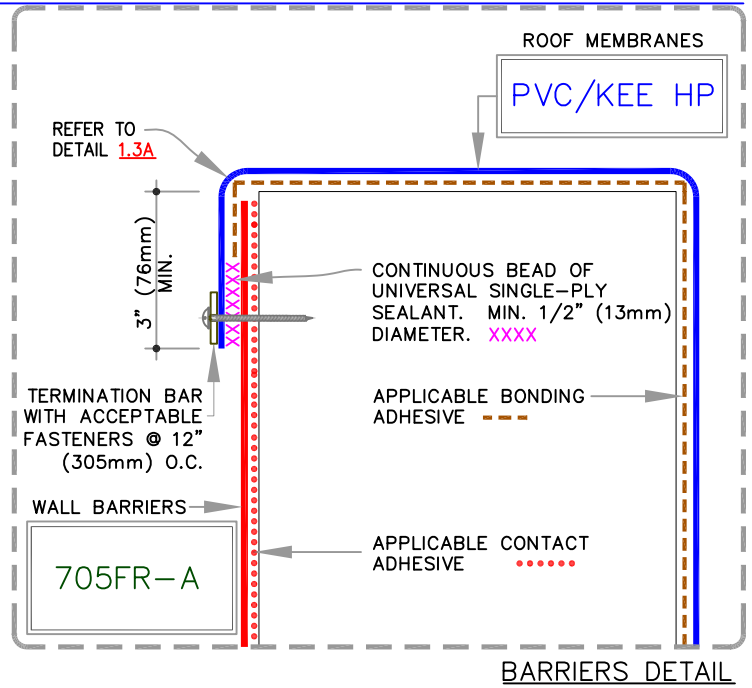 ROOF MEMBRANES
PVC/KEE HP
REFER TO
DETAIL 1.3A
3" (76mm)
MIN.
CONTINUOUS BEAD OF
UNIVERSAL SINGLE-PLY
SEALANT. MIN. 1/2" (13mm)
DIAMETER. XXXX
TERMINATION BAR
WITH ACCEPTABLE
FASTENERS @ 12"
(305mm) O.C.
APPLICABLE BONDING
ADHESIVE
WALL BARRIERS
705FR-A
APPLICABLE CONTACT
ADHESIVE
BARRIERS DETAIL